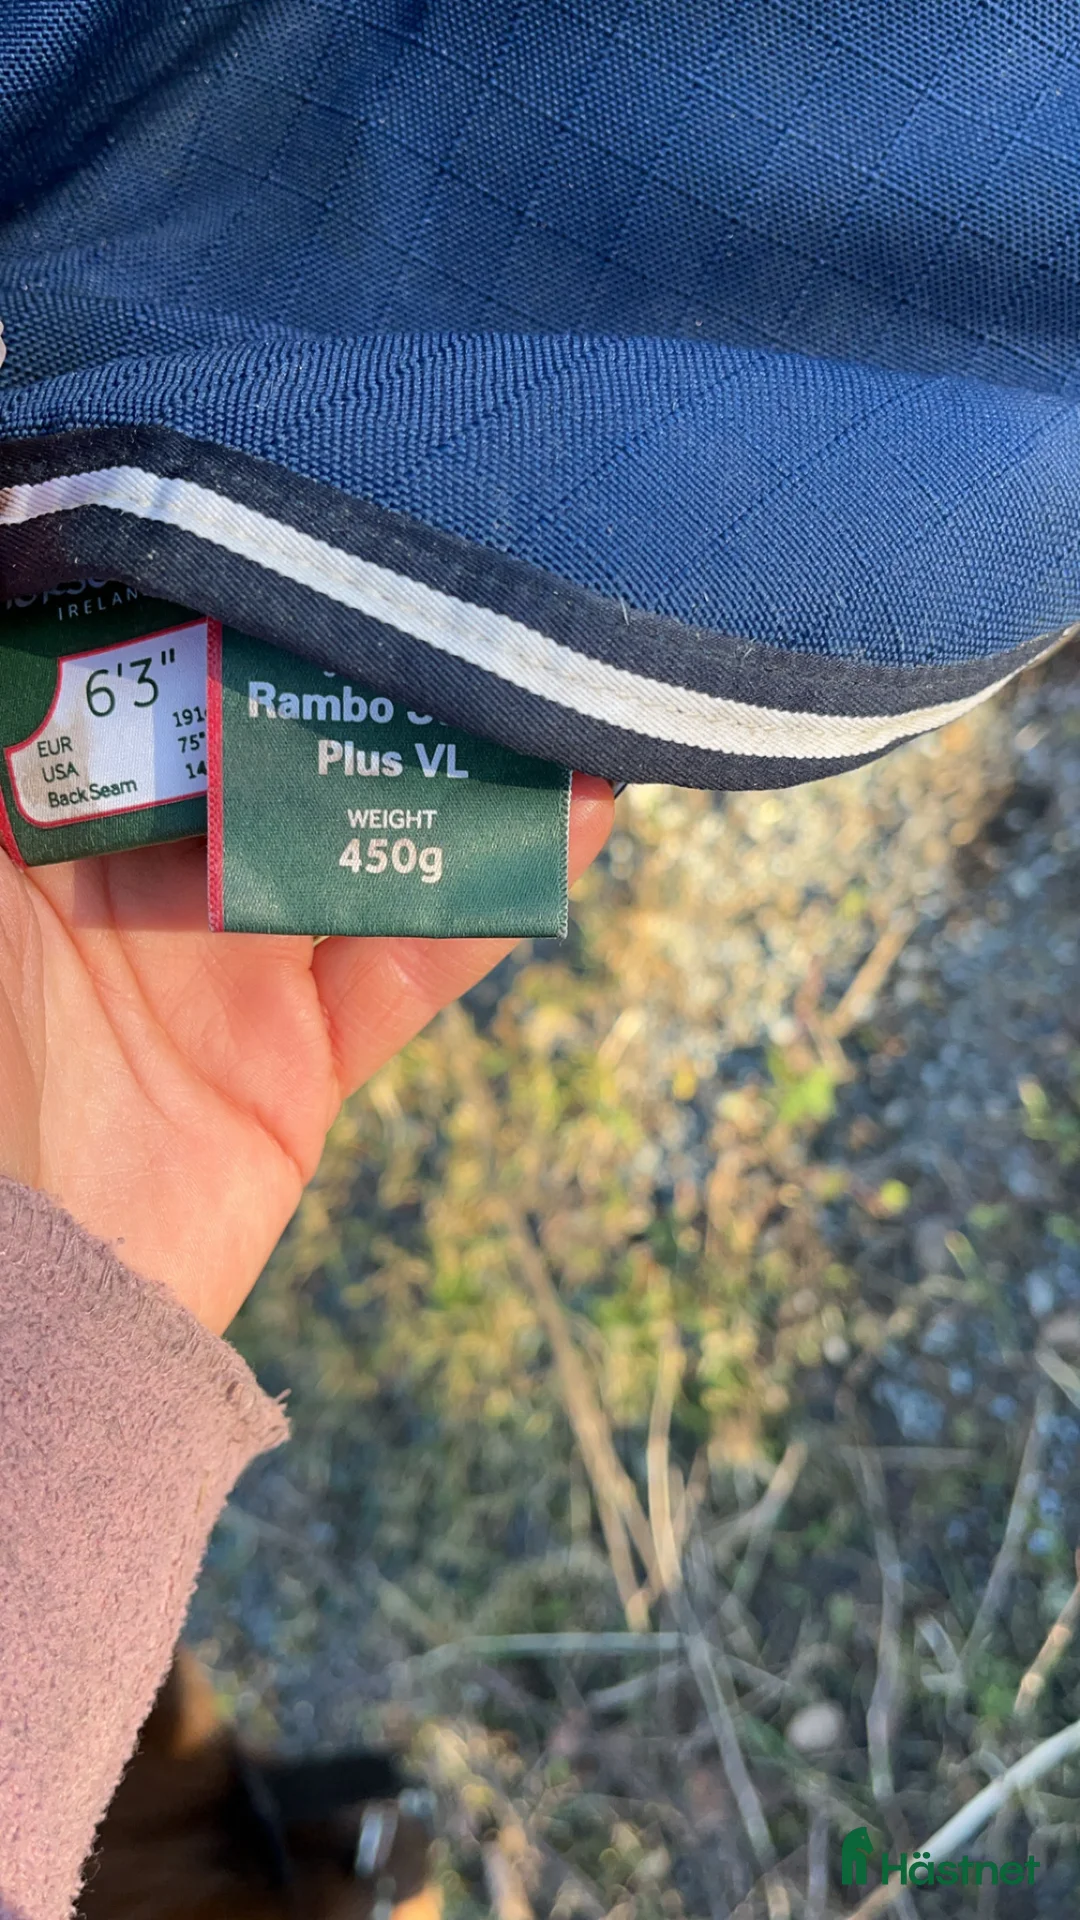 IRELAN
6'3"
EUR 191
USA 75"
Back Seam 14
Rambo
Plus VL
WEIGHT
450g
Hästnet